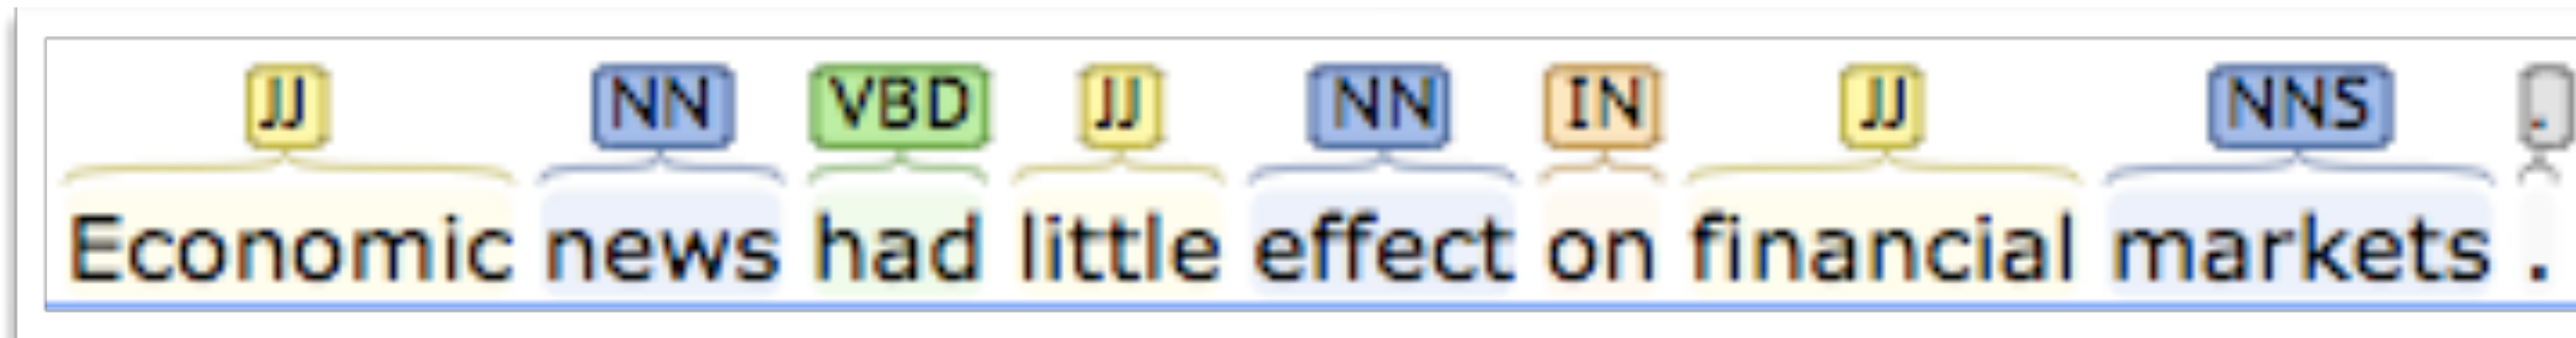 JJ NN VBD JJ NN IN JJ NNS .
Economic news had little effect on financial markets .